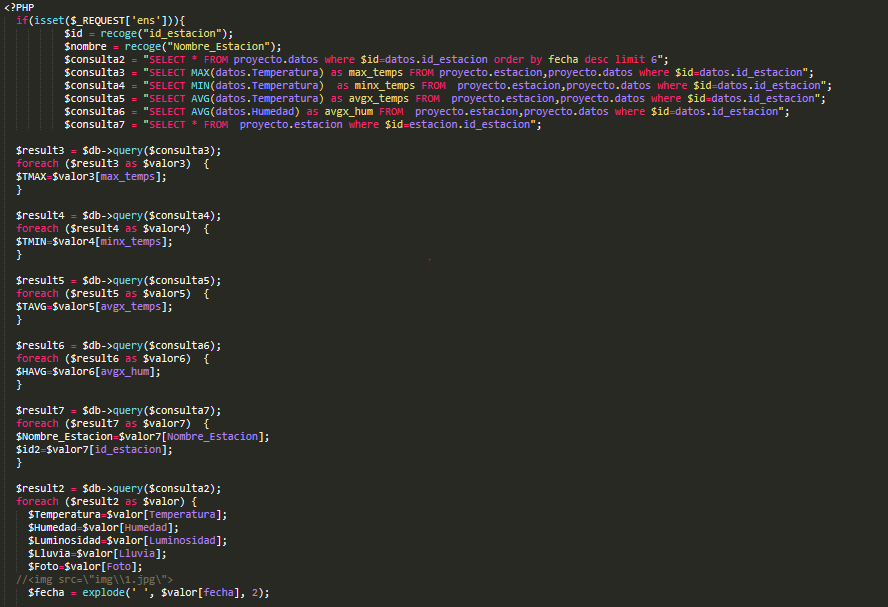 <?PHP
if(isset($_REQUEST['ens'])){
$id = recoge("id_estacion");
$nombre = recoge("Nombre_Estacion");
$consulta2 = "SELECT * FROM proyecto.datos where $id=datos.id_estacion order by fecha desc limit 6";
$consulta3 = "SELECT MAX(datos.Temperatura) as max_temps FROM proyecto.estacion,proyecto.datos where $id=datos.id_estacion";
$consulta4 = "SELECT MIN(datos.Temperatura)  as minx_temps FROM  proyecto.estacion,proyecto.datos where $id=datos.id_estacion";
$consulta5 = "SELECT AVG(datos.Temperatura) as avgx_temps FROM  proyecto.estacion,proyecto.datos where $id=datos.id_estacion";
$consulta6 = "SELECT AVG(datos.Humedad) as avgx_hum FROM  proyecto.estacion,proyecto.datos where $id=datos.id_estacion";
$consulta7 = "SELECT * FROM  proyecto.estacion where $id=estacion.id_estacion";
$result3 = $db->query($consulta3);
foreach ($result3 as $valor3)  {
$TMAX=$valor3[max_temps];
}
$result4 = $db->query($consulta4);
foreach ($result4 as $valor4)  {
$TMIN=$valor4[minx_temps];
}
$result5 = $db->query($consulta5);
foreach ($result5 as $valor5)  {
$TAVG=$valor5[avgx_temps];
}
$result6 = $db->query($consulta6);
foreach ($result6 as $valor6)  {
$HAVG=$valor6[avgx_hum];
}
$result7 = $db->query($consulta7);
foreach ($result7 as $valor7)  {
$Nombre_Estacion=$valor7[Nombre_Estacion];
$id2=$valor7[id_estacion];
}
$result2 = $db->query($consulta2);
foreach ($result2 as $valor) {
$Temperatura=$valor[Temperatura];
$Humedad=$valor[Humedad];
$Luminosidad=$valor[Luminosidad];
$Lluvia=$valor[Lluvia];
$Foto=$valor[Foto];
//<img src=\"img\\1.jpg\">
$fecha = explode(' ', $valor[fecha], 2);